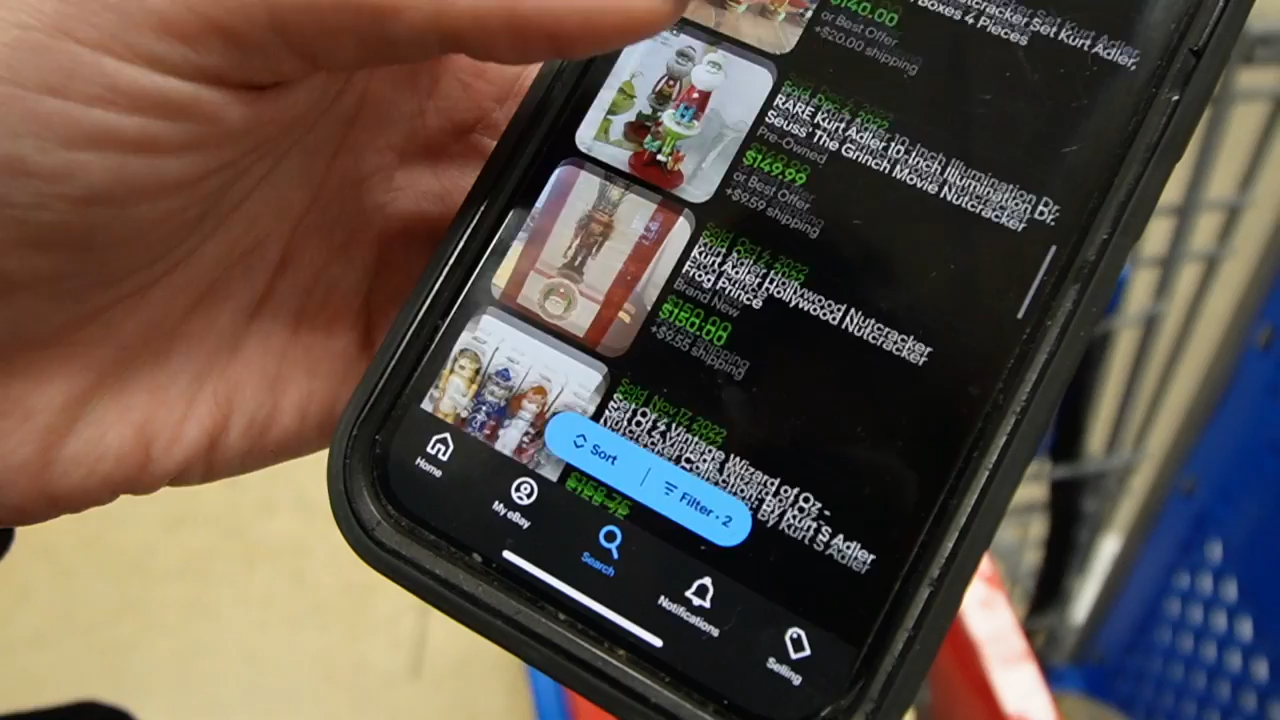 $140.00
or Best Offer
+$20.00 shipping
Nutcracker Set Kurt Adler,
Boxes 4 Pieces
Sold Dec 4, 2022
RARE Kurt Adler 10-Inch Illumination Dr.
Seuss' The Grinch Movie Nutcracker
Pre-Owned
$149.99
or Best Offer
+$9.59 shipping
Sold Oct
2022
Kurt Adler Hollywood Nutcracker
Frog Prince
Brand New
$150.00
+$9.55 shipping
Sold Nov 17, 2022
Set Of 4 Vintage Wizard of Oz -
Nutcracker Collection
By Kurt S Adler
Sort
Filter · 2
Home
My eBay
Search
Notifications
Selling